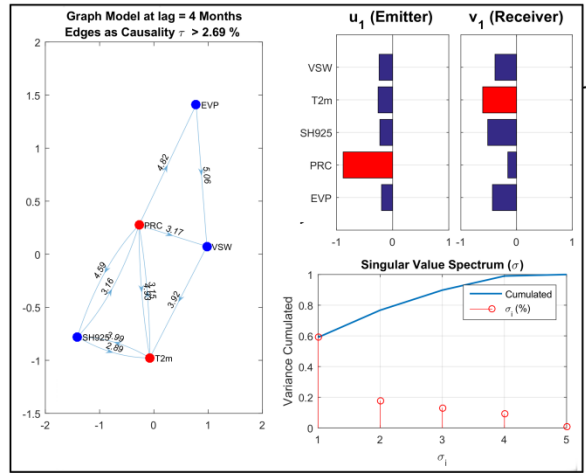 Graph Model at lag = 4 Months
Edges as Causality τ > 2.69 %
2
1.5
1
0.5
0
-0.5
-1
-1.5
-2
-1
0
1
2
EVP
PRC
VSW
SH925
T2m
4.82
5.06
3.17
4.59
3.16
3.15
3.92
3.99
2.89
u1 (Emitter)
VSW
T2m
SH925
PRC
EVP
-1
0
1
v1 (Receiver)
-1
0
1
Singular Value Spectrum (σ)
Cumulated
σi (%)
Variance Cumulated
1
0.8
0.6
0.4
0.2
0
1
2
3
4
5
σi